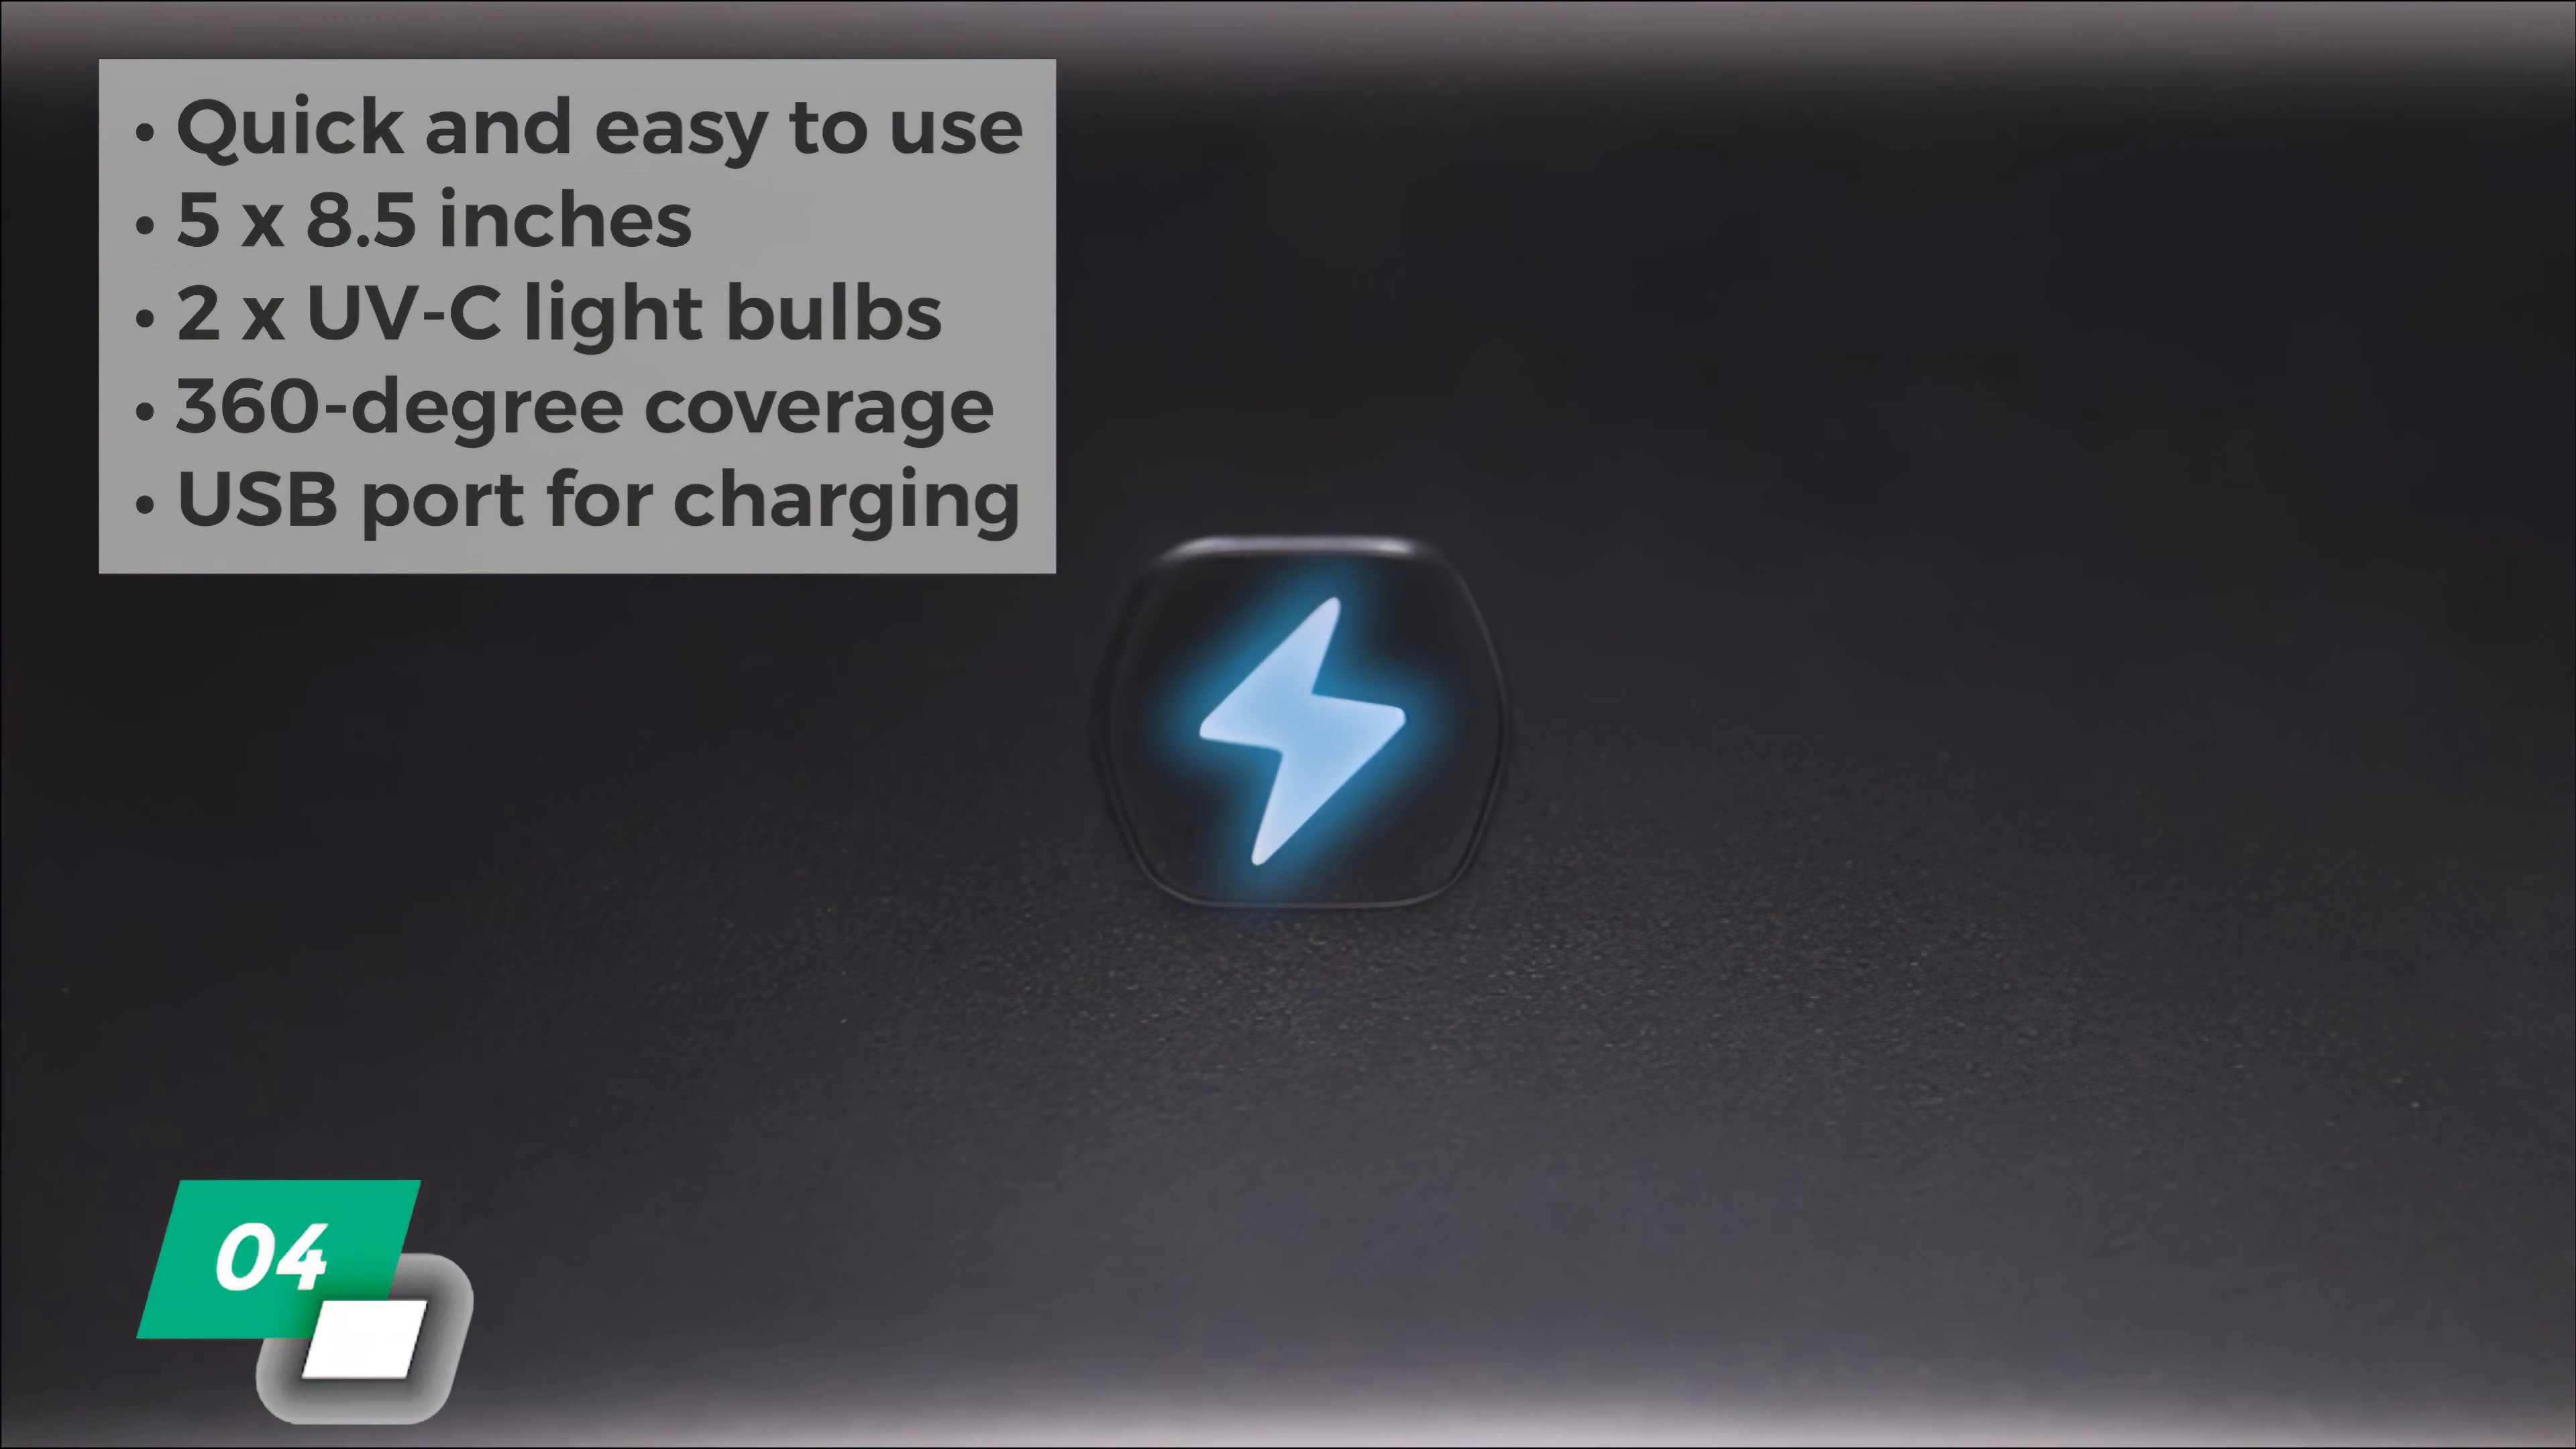 • Quick and easy to use
• 5 x 8.5 inches
• 2 x UV-C light bulbs
• 360-degree coverage
• USB port for charging
04